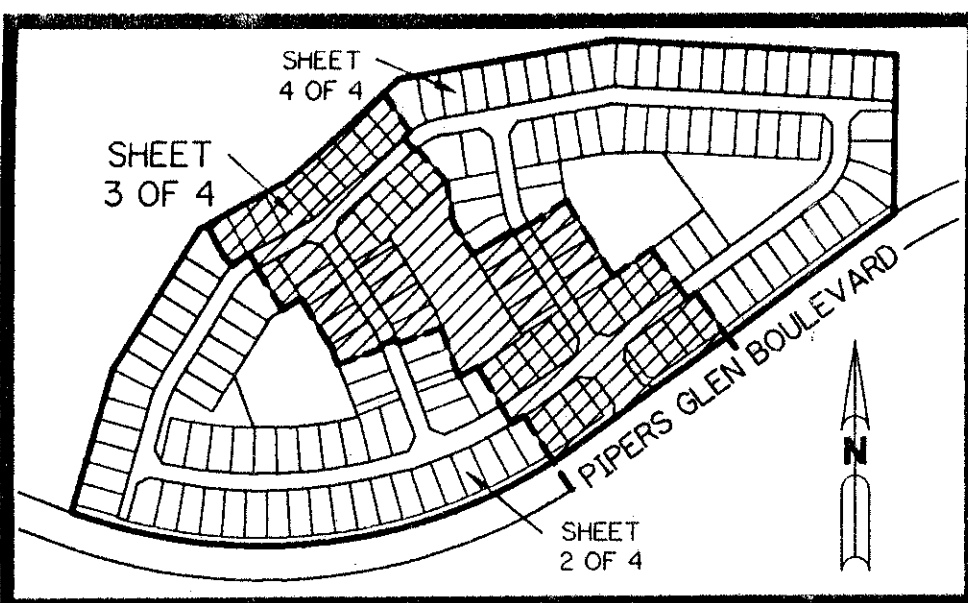 SHEET
4 OF 4
SHEET
3 OF 4
PIPERS GLEN BOULEVARD
N
SHEET
2 OF 4